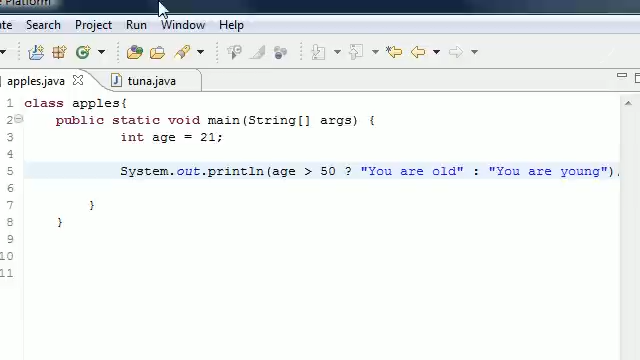 Platform
Search Project Run Window Help
apples.java tuna.java
1 class apples{
2 public static void main(String[] args) {
3 int age = 21;
4
5 System.out.println(age > 50 ? "You are old" : "You are young")
6
7 }
8 }
9
10
11